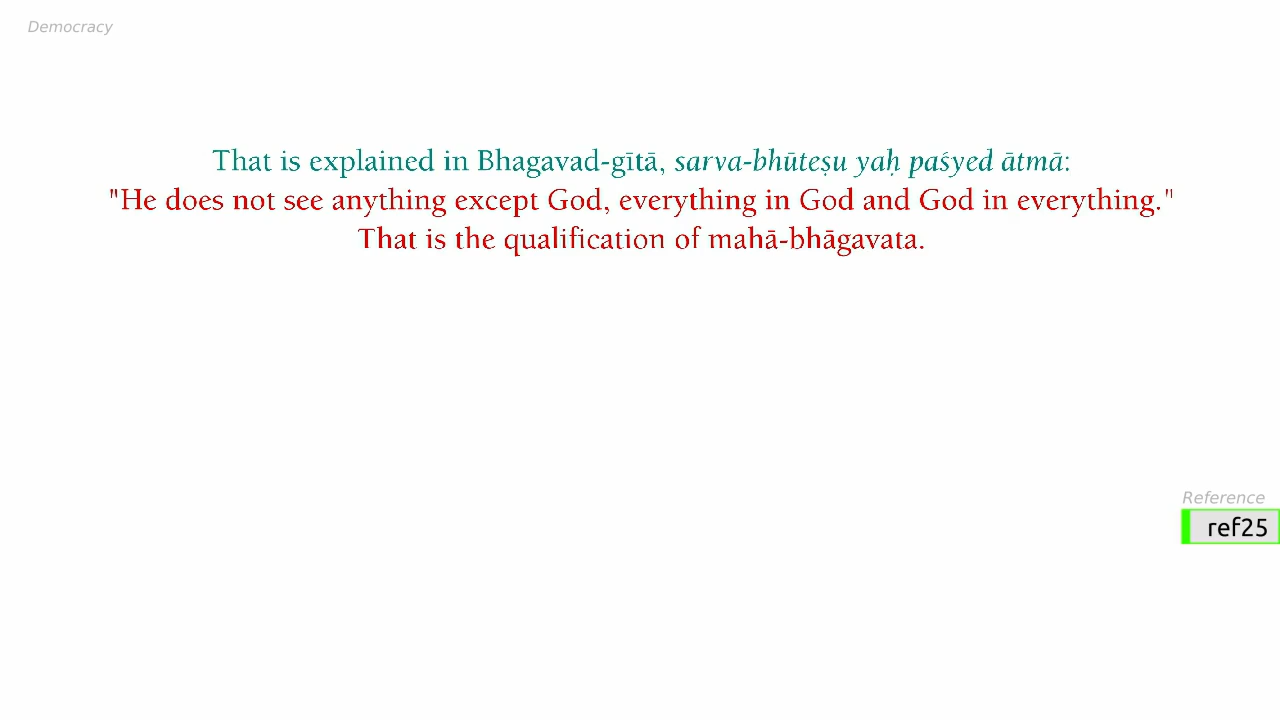 Democracy
That is explained in Bhagavad-gītā, sarva-bhūteṣu yaḥ paśyed ātmā:
"He does not see anything except God, everything in God and God in everything."
That is the qualification of mahā-bhāgavata.
Reference
ref25